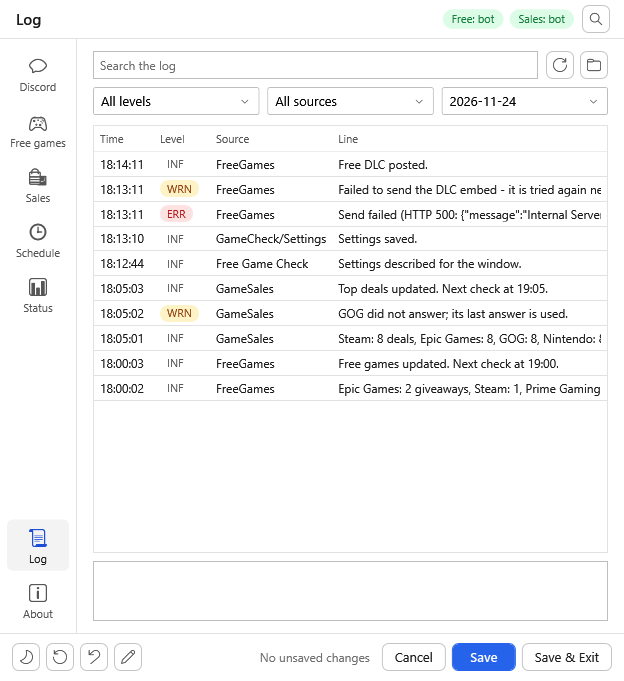 Log
Free: bot
Sales: bot
Discord
Free games
Sales
Schedule
Status
Log
About
Search the log
All levels
All sources
2026-11-24
Time Level Source Line
18:14:11 INF FreeGames Free DLC posted.
18:13:11 WRN FreeGames Failed to send the DLC embed - it is tried again ne
18:13:11 ERR FreeGames Send failed (HTTP 500: {"message":"Internal Serve
18:13:10 INF GameCheck/Settings Settings saved.
18:12:44 INF Free Game Check Settings described for the window.
18:05:03 INF GameSales Top deals updated. Next check at 19:05.
18:05:02 WRN GameSales GOG did not answer; its last answer is used.
18:05:01 INF GameSales Steam: 8 deals, Epic Games: 8, GOG: 8, Nintendo:
18:00:03 INF FreeGames Free games updated. Next check at 19:00.
18:00:02 INF FreeGames Epic Games: 2 giveaways, Steam: 1, Prime Gaming
No unsaved changes
Cancel
Save
Save & Exit